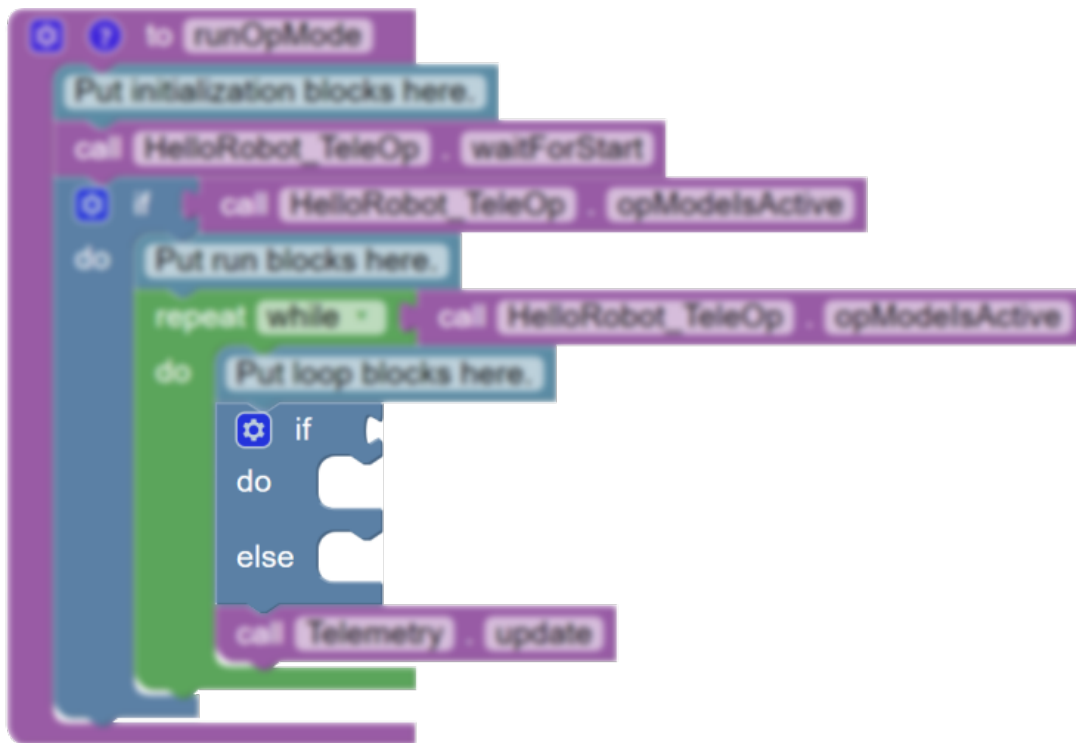 to runOpMode
Put initialization blocks here.
call HelloRobot_TeleOp . waitForStart
if call HelloRobot_TeleOp . opModeIsActive
do Put run blocks here.
repeat while call HelloRobot_TeleOp . opModeIsActive
do Put loop blocks here.
if
do
else
call Telemetry . update